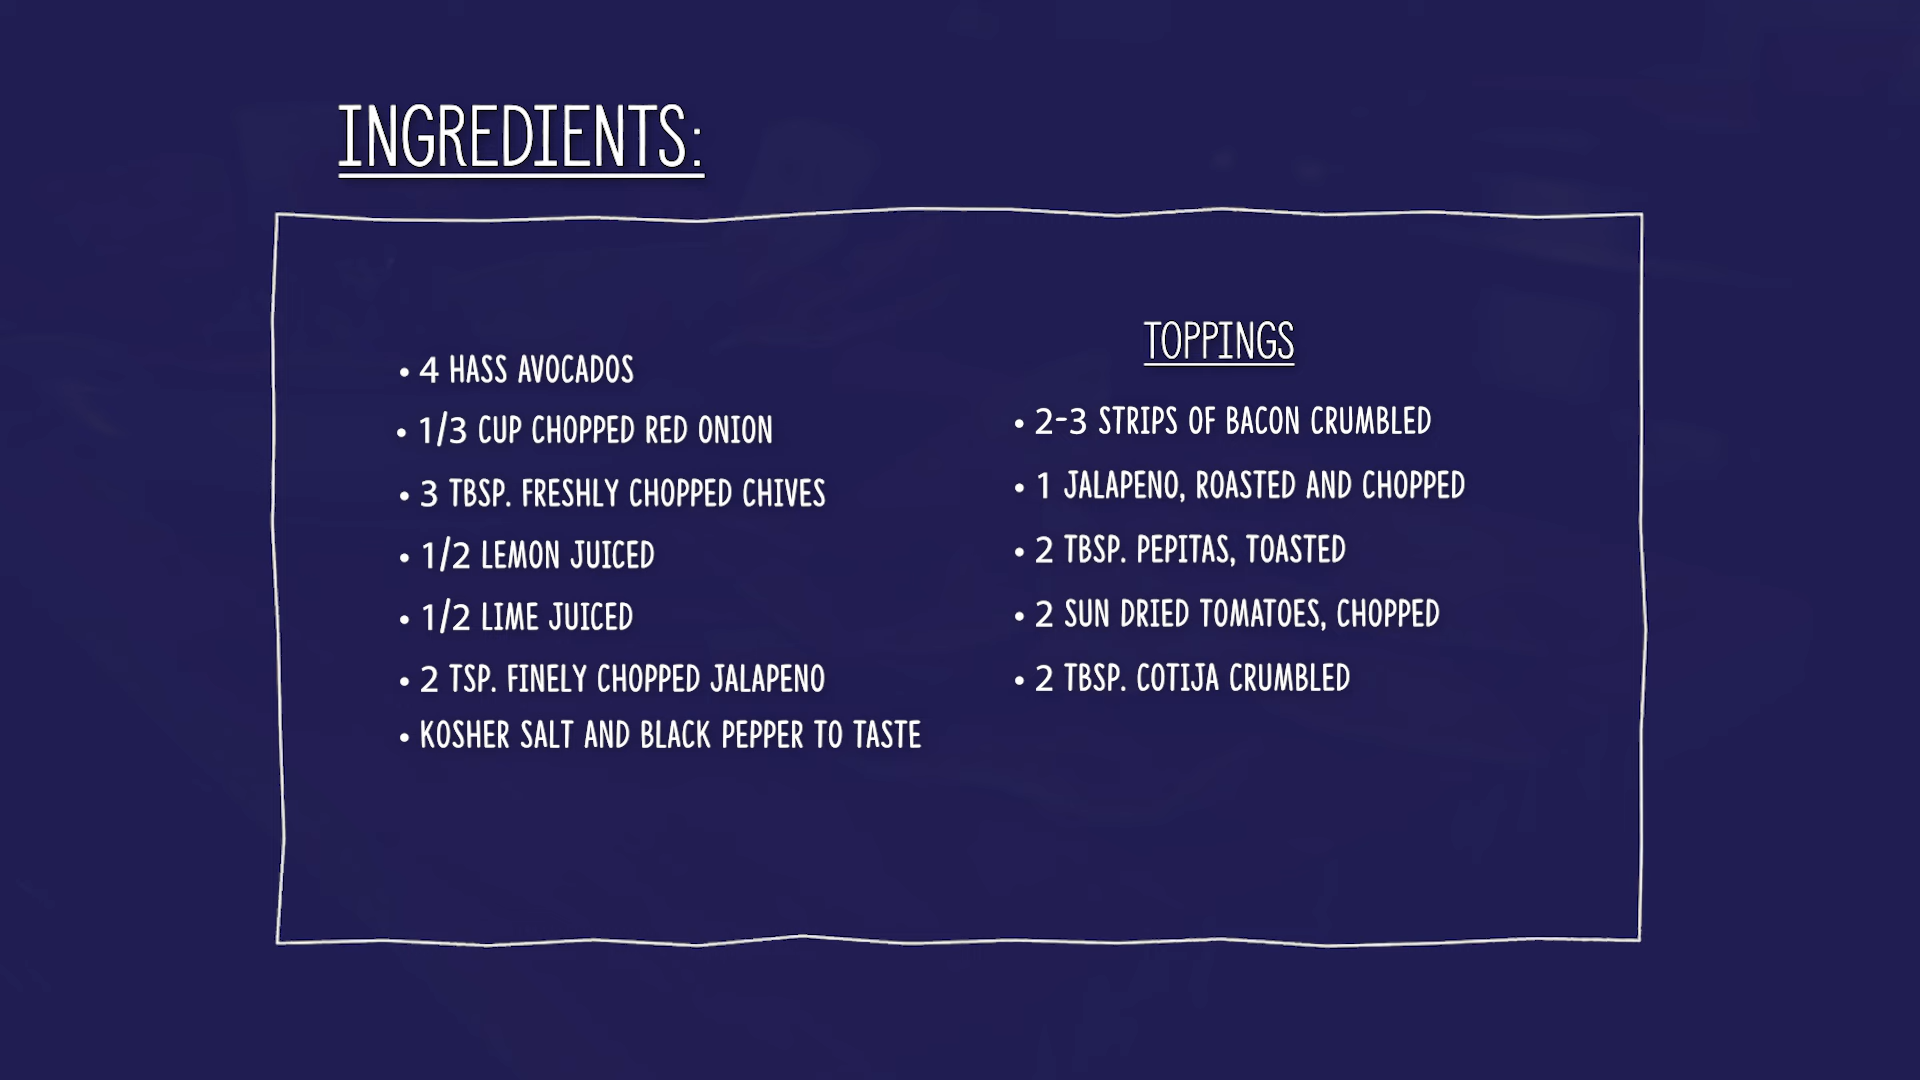 INGREDIENTS:
• 4 HASS AVOCADOS
• 1/3 CUP CHOPPED RED ONION
• 3 TBSP. FRESHLY CHOPPED CHIVES
• 1/2 LEMON JUICED
• 1/2 LIME JUICED
• 2 TSP. FINELY CHOPPED JALAPENO
• KOSHER SALT AND BLACK PEPPER TO TASTE
TOPPINGS
• 2-3 STRIPS OF BACON CRUMBLED
• 1 JALAPENO, ROASTED AND CHOPPED
• 2 TBSP. PEPITAS, TOASTED
• 2 SUN DRIED TOMATOES, CHOPPED
• 2 TBSP. COTIJA CRUMBLED